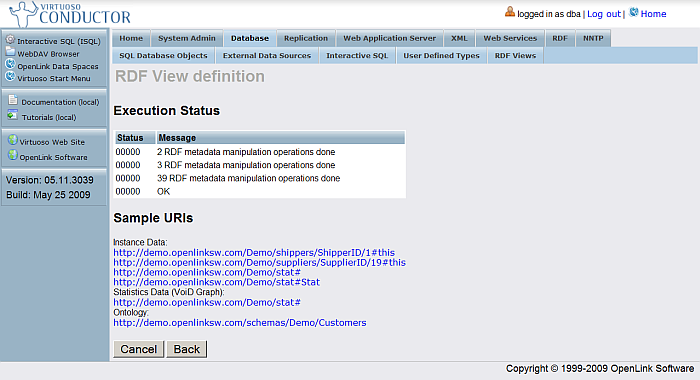 VIRTUOSO
CONDUCTOR
logged in as dba | Log out | Home
Interactive SQL (ISQL)
WebDAV Browser
OpenLink Data Spaces
Virtuoso Start Menu
Documentation (local)
Tutorials (local)
Virtuoso Web Site
OpenLink Software
Version: 05.11.3039
Build: May 25 2009
Home System Admin Database Replication Web Application Server XML Web Services RDF NNTP
SQL Database Objects External Data Sources Interactive SQL User Defined Types RDF Views
RDF View definition
Execution Status
Status Message
00000 2 RDF metadata manipulation operations done
00000 3 RDF metadata manipulation operations done
00000 39 RDF metadata manipulation operations done
00000 OK
Sample URIs
Instance Data:
http://demo.openlinksw.com/Demo/shippers/ShipperID/1#this
http://demo.openlinksw.com/Demo/suppliers/SupplierID/19#this
http://demo.openlinksw.com/Demo/stat#
http://demo.openlinksw.com/Demo/stat#Stat
Statistics Data (VoiD Graph):
http://demo.openlinksw.com/Demo/stat#
Ontology:
http://demo.openlinksw.com/schemas/Demo/Customers
Cancel Back
Copyright © 1999-2009 OpenLink Software